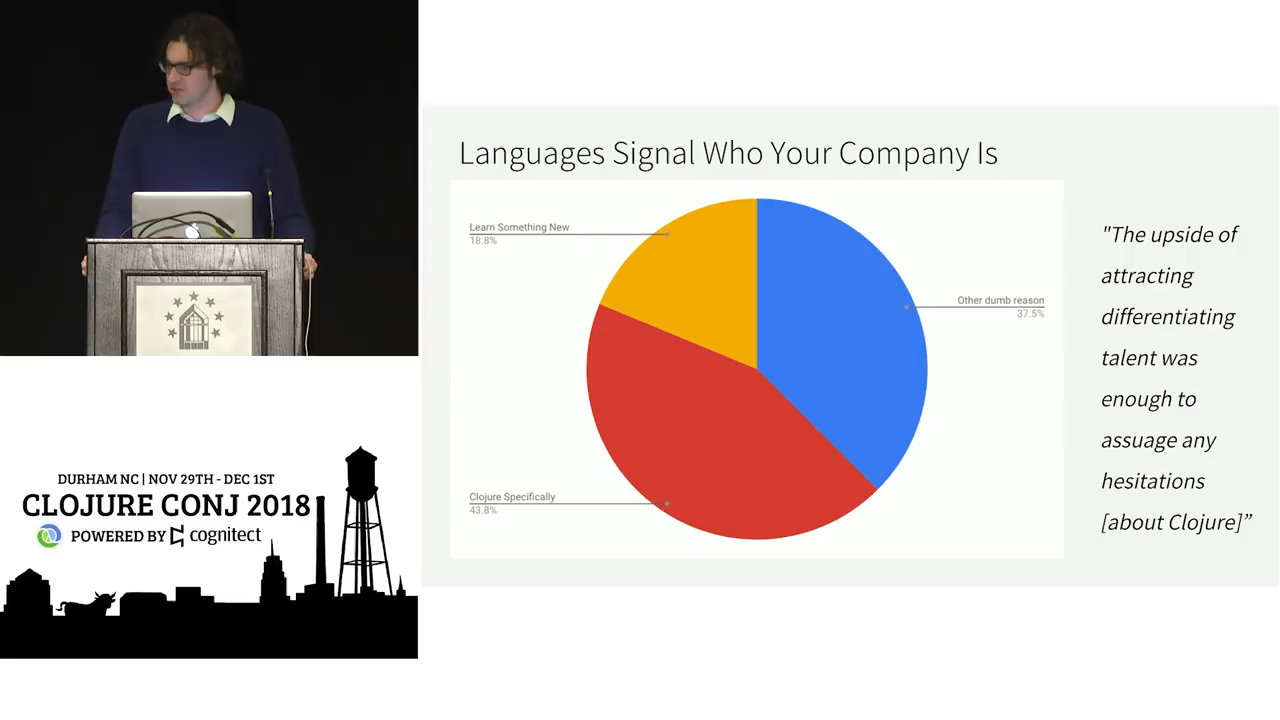 Languages Signal Who Your Company Is
Learn Something New
18.8%
Other dumb reason
37.5%
Clojure Specifically
43.8%
"The upside of
attracting
differentiating
talent was
enough to
assuage any
hesitations
[about Clojure]”
DURHAM NC | NOV 29TH - DEC 1ST
CLOJURE CONJ 2018
POWERED BY cognitect